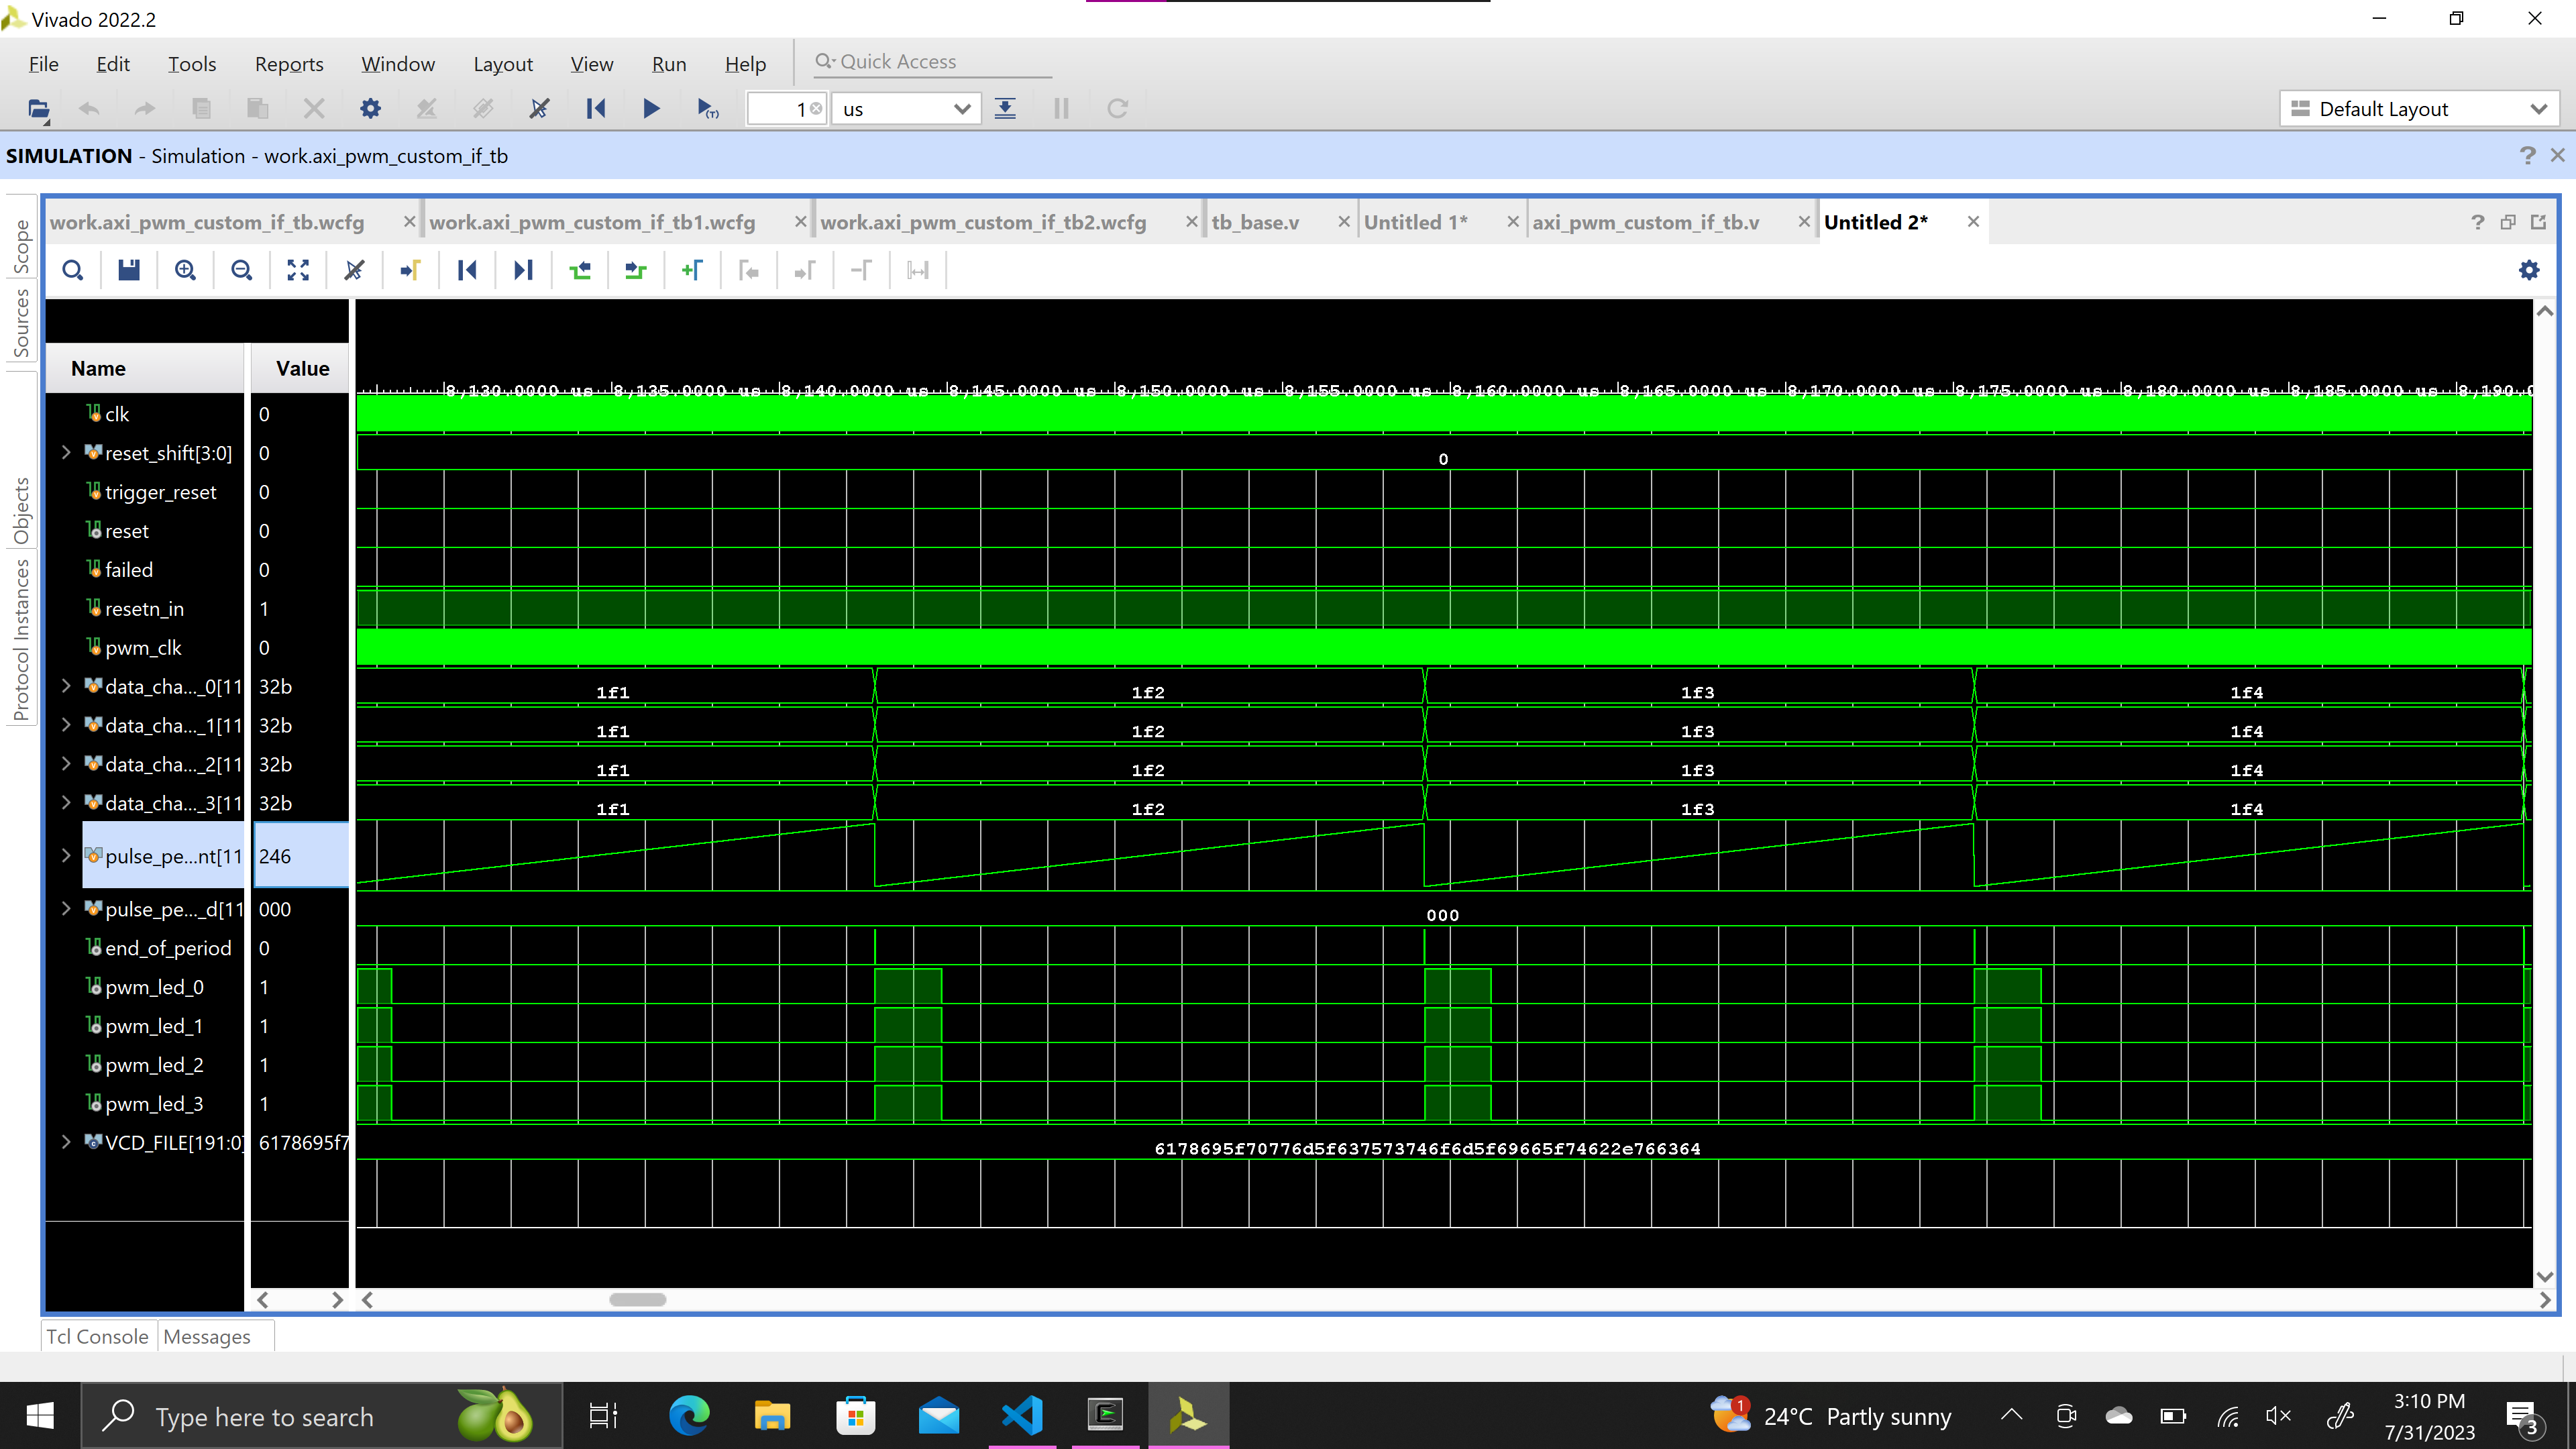 Vivado 2022.2
File Edit Tools Reports Window Layout View Run Help Quick Access
1 us Default Layout
SIMULATION - Simulation - work.axi_pwm_custom_if_tb
work.axi_pwm_custom_if_tb.wcfg work.axi_pwm_custom_if_tb1.wcfg work.axi_pwm_custom_if_tb2.wcfg tb_base.v Untitled 1* axi_pwm_custom_if_tb.v Untitled 2*
Scope
Sources
Objects
Protocol Instances
Name Value
8,130.0000 us 8,135.0000 us 8,140.0000 us 8,145.0000 us 8,150.0000 us 8,155.0000 us 8,160.0000 us 8,165.0000 us 8,170.0000 us 8,175.0000 us 8,180.0000 us 8,185.0000 us 8,190.0
clk 0
reset_shift[3:0] 0 0
trigger_reset 0
reset 0
failed 0
resetn_in 1
pwm_clk 0
data_cha..._0[11 32b 1f1 1f2 1f3 1f4
data_cha..._1[11 32b 1f1 1f2 1f3 1f4
data_cha..._2[11 32b 1f1 1f2 1f3 1f4
data_cha..._3[11 32b 1f1 1f2 1f3 1f4
pulse_pe...nt[11 246
pulse_pe..._d[11 000 000
end_of_period 0
pwm_led_0 1
pwm_led_1 1
pwm_led_2 1
pwm_led_3 1
VCD_FILE[191:0] 6178695f7 6178695f70776d5f637573746f6d5f69665f74622e766364
Tcl Console Messages
Type here to search 1 24°C Partly sunny 3:10 PM
7/31/2023 3